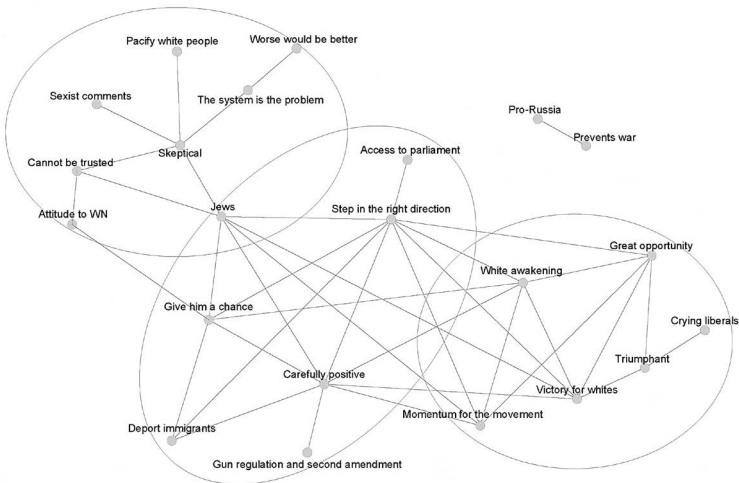 Worse would be better
Pacify white people
Sexist comments
The system is the problem
Pro-Russia
Prevents war
Skeptical
Access to parliament
Cannot be trusted
Jews
Step in the right direction
Attitude to WN
Great opportunity
White awakening
Give him a chance
Crying liberals
Triumphant
Carefully positive
Victory for whites
Momentum for the movement
Deport immigrants
Gun regulation and second amendment